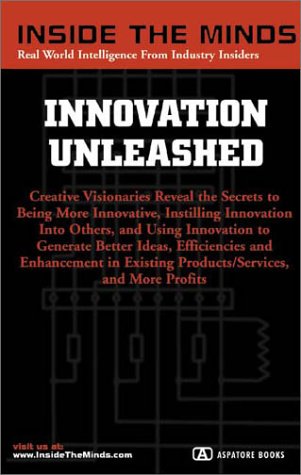 INSIDE THE MINDS
Real World Intelligence From Industry Insiders
INNOVATION
UNLEASHED
Creative Visionaries Reveal the Secrets to
Being More Innovative, Instilling Innovation
Into Others, and Using Innovation to
Generate Better Ideas, Efficiencies and
Enhancement in Existing Products/Services,
and More Profits
visit us at:
www.InsideTheMinds.com
A ASPATORE BOOKS